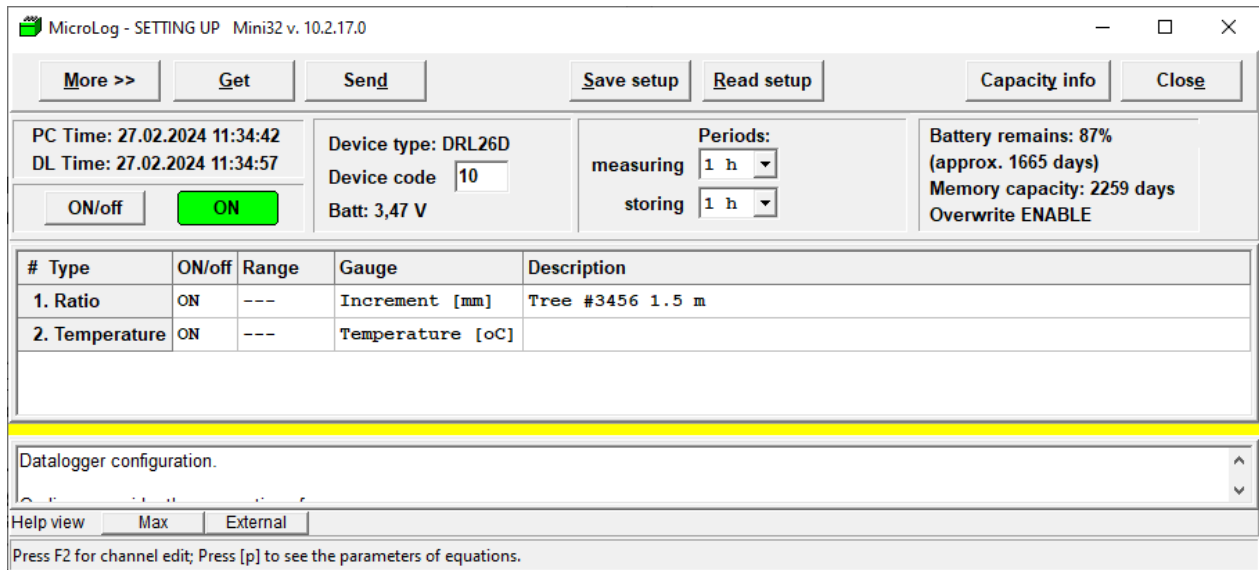 MicroLog - SETTING UP Mini32 v. 10.2.17.0
More >> Get Send Save setup Read setup Capacity info Close
PC Time: 27.02.2024 11:34:42
DL Time: 27.02.2024 11:34:57
ON/off ON
Device type: DRL26D
Device code 10
Batt: 3,47 V
Periods:
measuring 1 h
storing 1 h
Battery remains: 87%
(approx. 1665 days)
Memory capacity: 2259 days
Overwrite ENABLE
# Type ON/off Range Gauge Description
1. Ratio ON --- Increment [mm] Tree #3456 1.5 m
2. Temperature ON --- Temperature [oC]
Datalogger configuration.
Help view Max External
Press F2 for channel edit; Press [p] to see the parameters of equations.